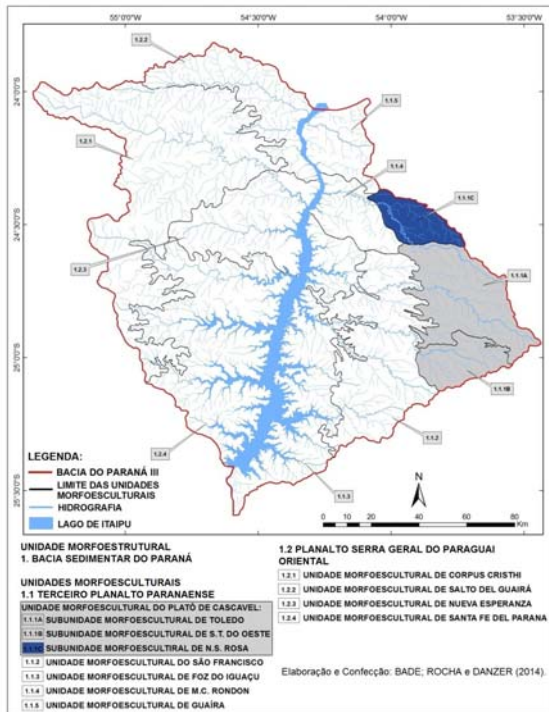 55°0'0"S
54°30'0"W
54°0'0"W
53°30'0"W
24°0'0"S
24°30'0"S
25°0'0"S
25°30'0"S
1.2.2
1.1.5
1.2.1
1.1.4
1.1.1C
1.2.3
1.1.1A
1.1.1B
1.2.4
1.1.2
1.1.3
LEGENDA:
BACIA DO PARANÁ III
LIMITE DAS UNIDADES
MORFOESCULTURAIS
HIDROGRAFIA
LAGO DE ITAIPU
N
0 10 20 40 60 80
Km
UNIDADE MORFOESTRUTURAL
1. BACIA SEDIMENTAR DO PARANÁ
UNIDADES MORFOESCULTURAIS
1.1 TERCEIRO PLANALTO PARANAENSE
UNIDADE MORFOESCULTURAL DO PLATÔ DE CASCAVEL:
1.1.1A SUBUNIDADE MORFOESCULTURAL DE TOLEDO
1.1.1B SUBUNIDADE MORFOESCULTURAL DE S.T. DO OESTE
1.1.1C SUBUNIDADE MORFOESCULTIRAL DE N.S. ROSA
1.1.2 UNIDADE MORFOESCULTURAL DO SÃO FRANCISCO
1.1.3 UNIDADE MORFOESCULTURAL DE FOZ DO IGUAÇU
1.1.4 UNIDADE MORFOESCULTURAL DE M.C. RONDON
1.1.5 UNIDADE MORFOESCULTURAL DE GUAÍRA
1.2 PLANALTO SERRA GERAL DO PARAGUAI
ORIENTAL
1.2.1 UNIDADE MORFOESCULTURAL DE CORPUS CRISTHI
1.2.2 UNIDADE MORFOESCULTURAL DE SALTO DEL GUAIRÁ
1.2.3 UNIDADE MORFOESCULTURAL DE NUEVA ESPERANZA
1.2.4 UNIDADE MORFOESCULTURAL DE SANTA FE DEL PARANA
Elaboração e Confecção: BADE; ROCHA e DANZER (2014).